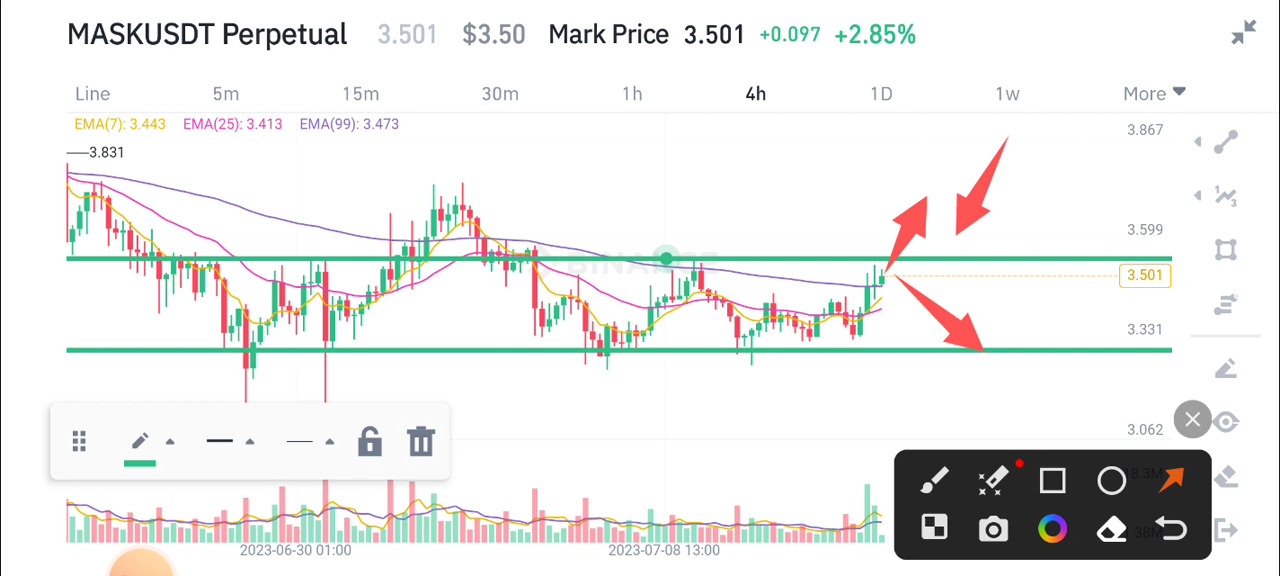 MASKUSDT Perpetual 3.501 $3.50 Mark Price 3.501 +0.097 +2.85%
Line 5m 15m 30m 1h 4h 1D 1w More
EMA(7): 3.443 EMA(25): 3.413 EMA(99): 3.473
3.867
3.831
3.599
3.501
3.331
3.062
18.3M
2023-06-30 01:00 2023-07-08 13:00